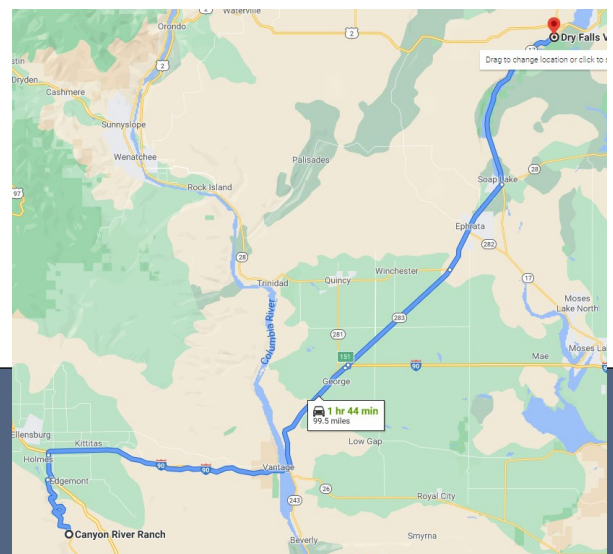 Waterville
Orondo
2
2
Dry Falls V
17
Drag to change location or click to s
2
Dryden
Cashmere
Sunnyslope
Wenatchee
Palisades
Soap Lake
28
97
Rock Island
Ephrata
282
28
Winchester
17
Trinidad
Quincy
Moses
Lake North
Columbia River
283
281
151
Mae
Moses La
90
George
1 hr 44 min
99.5 miles
Low Gap
Ellensburg
Kittitas
Holmes
90
90
Vantage
Edgemont
26
243
Royal City
Canyon River Ranch
Beverly
Smyrna